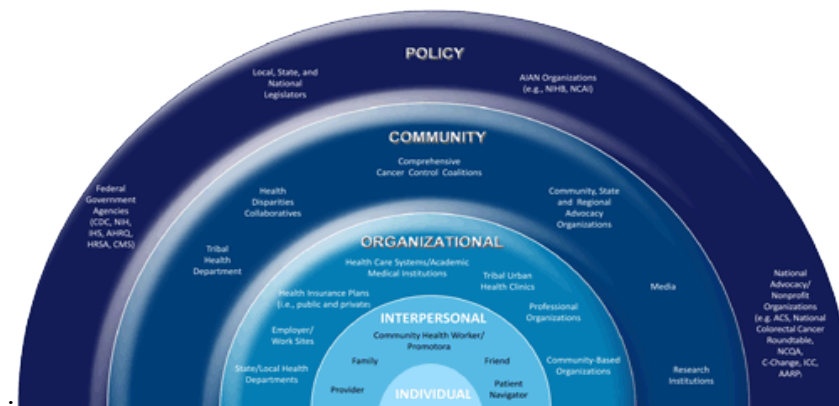 POLICY
Local, State, and
National
Legislators
AIAN Organizations
(e.g., NIHB, NCAI)
Federal
Government
Agencies
(CDC, NIH,
IHS, AHRQ,
HRSA, CMS)
National
Advocacy/
Nonprofit
Organizations
(e.g. ACS, National
Colorectal Cancer
Roundtable,
NCQA,
C-Change, ICC,
AARP)
COMMUNITY
Comprehensive
Cancer Control Coalitions
Health
Disparities
Collaboratives
Community, State
and Regional
Advocacy
Organizations
Tribal
Health
Department
Media
Research
Institutions
ORGANIZATIONAL
Health Care Systems/Academic
Medical Institutions
Tribal Urban
Health Clinics
Health Insurance Plans
(i.e., public and private)
Professional
Organizations
Employer/
Work Sites
State/Local Health
Departments
Community-Based
Organizations
INTERPERSONAL
Community Health Worker/
Promotora
Family
Friend
Provider
Patient
Navigator
INDIVIDUAL